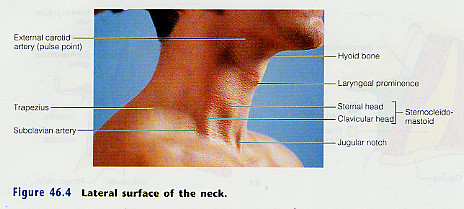 External carotid
artery (pulse point)
Trapezius
Subclavian artery
Hyoid bone
Laryngeal prominence
Sternal head
Clavicular head
Sternocleido-
mastoid
Jugular notch
Figure 46.4 Lateral surface of the neck.